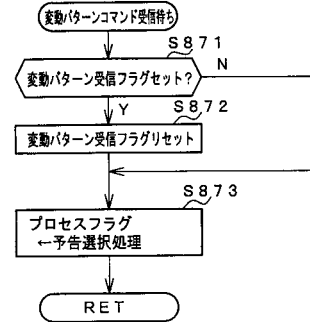 変動パターンコマンド受信待ち
S871
変動パターン受信フラグセット?
N
Y
S872
変動パターン受信フラグリセット
S873
プロセスフラグ
←予告選択処理
RET